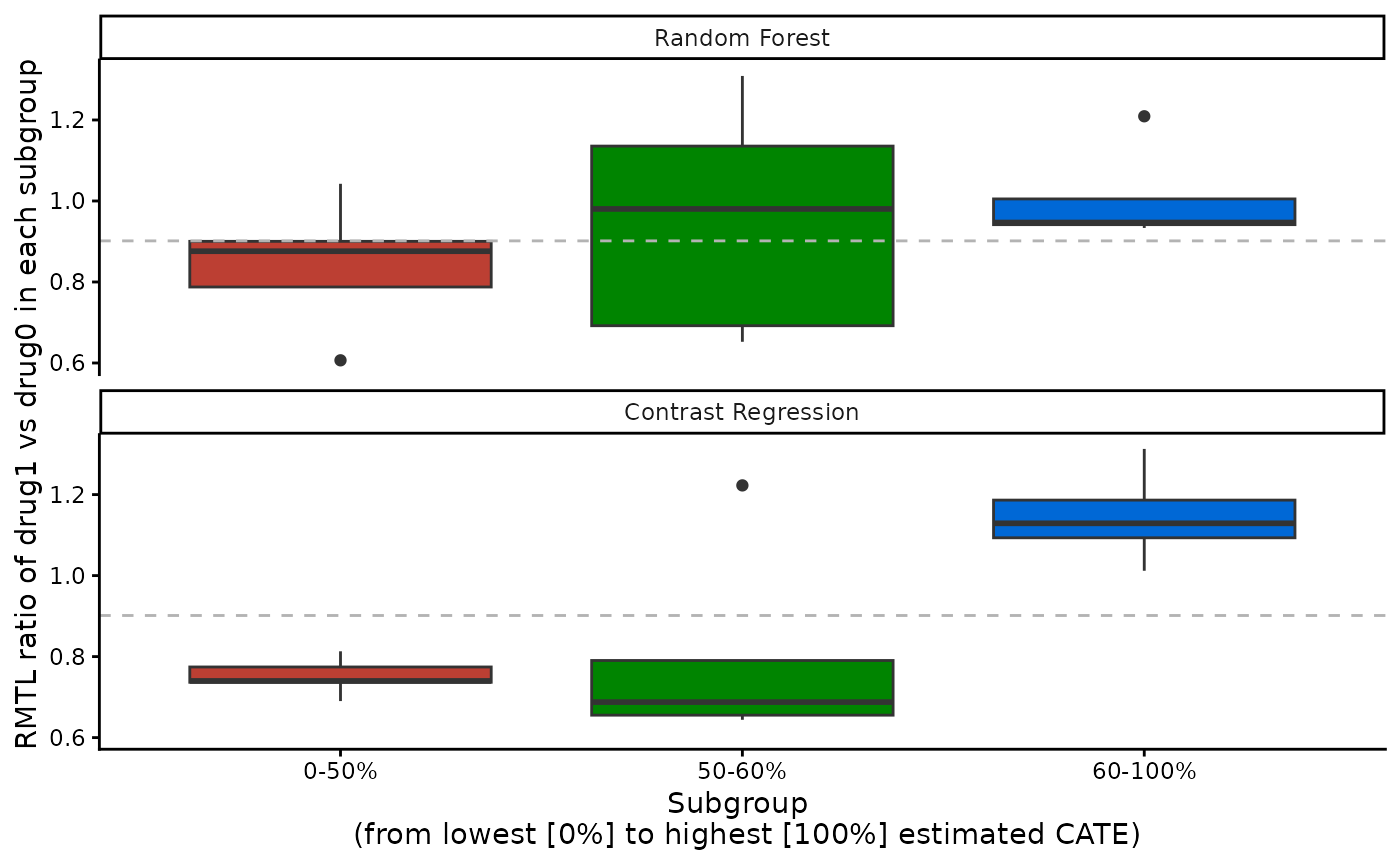 Random Forest
RMTL ratio of drug1 vs drug0 in each subgroup
1.2
1.0
0.8
0.6
Contrast Regression
1.2
1.0
0.8
0.6
0-50%
50-60%
60-100%
Subgroup
(from lowest [0%] to highest [100%] estimated CATE)